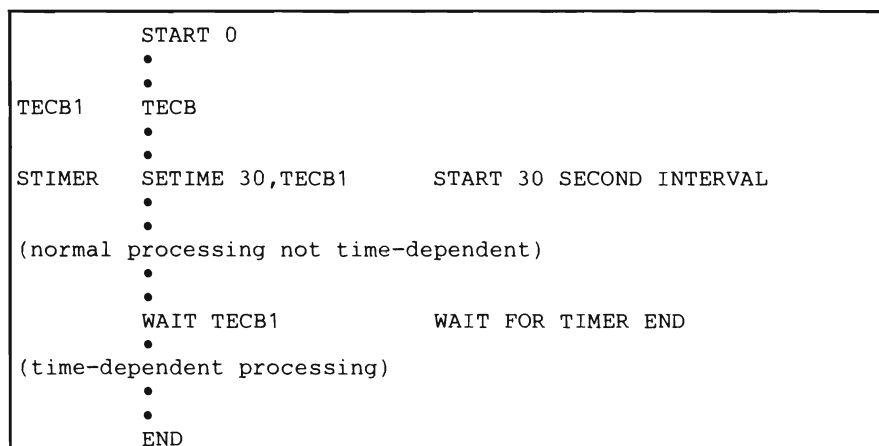 START 0
•
•
TECB1 TECB
•
•
STIMER SETIME 30,TECB1 START 30 SECOND INTERVAL
•
•
(normal processing not time-dependent)
•
•
WAIT TECB1 WAIT FOR TIMER END
•
(time-dependent processing)
•
•
END